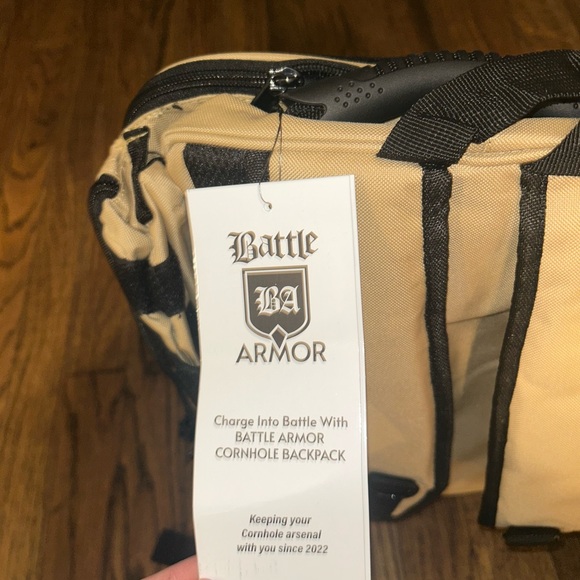 Battle
BA
ARMOR
Charge Into Battle With
BATTLE ARMOR
CORNHOLE BACKPACK
Keeping your
Cornhole arsenal
with you since 2022